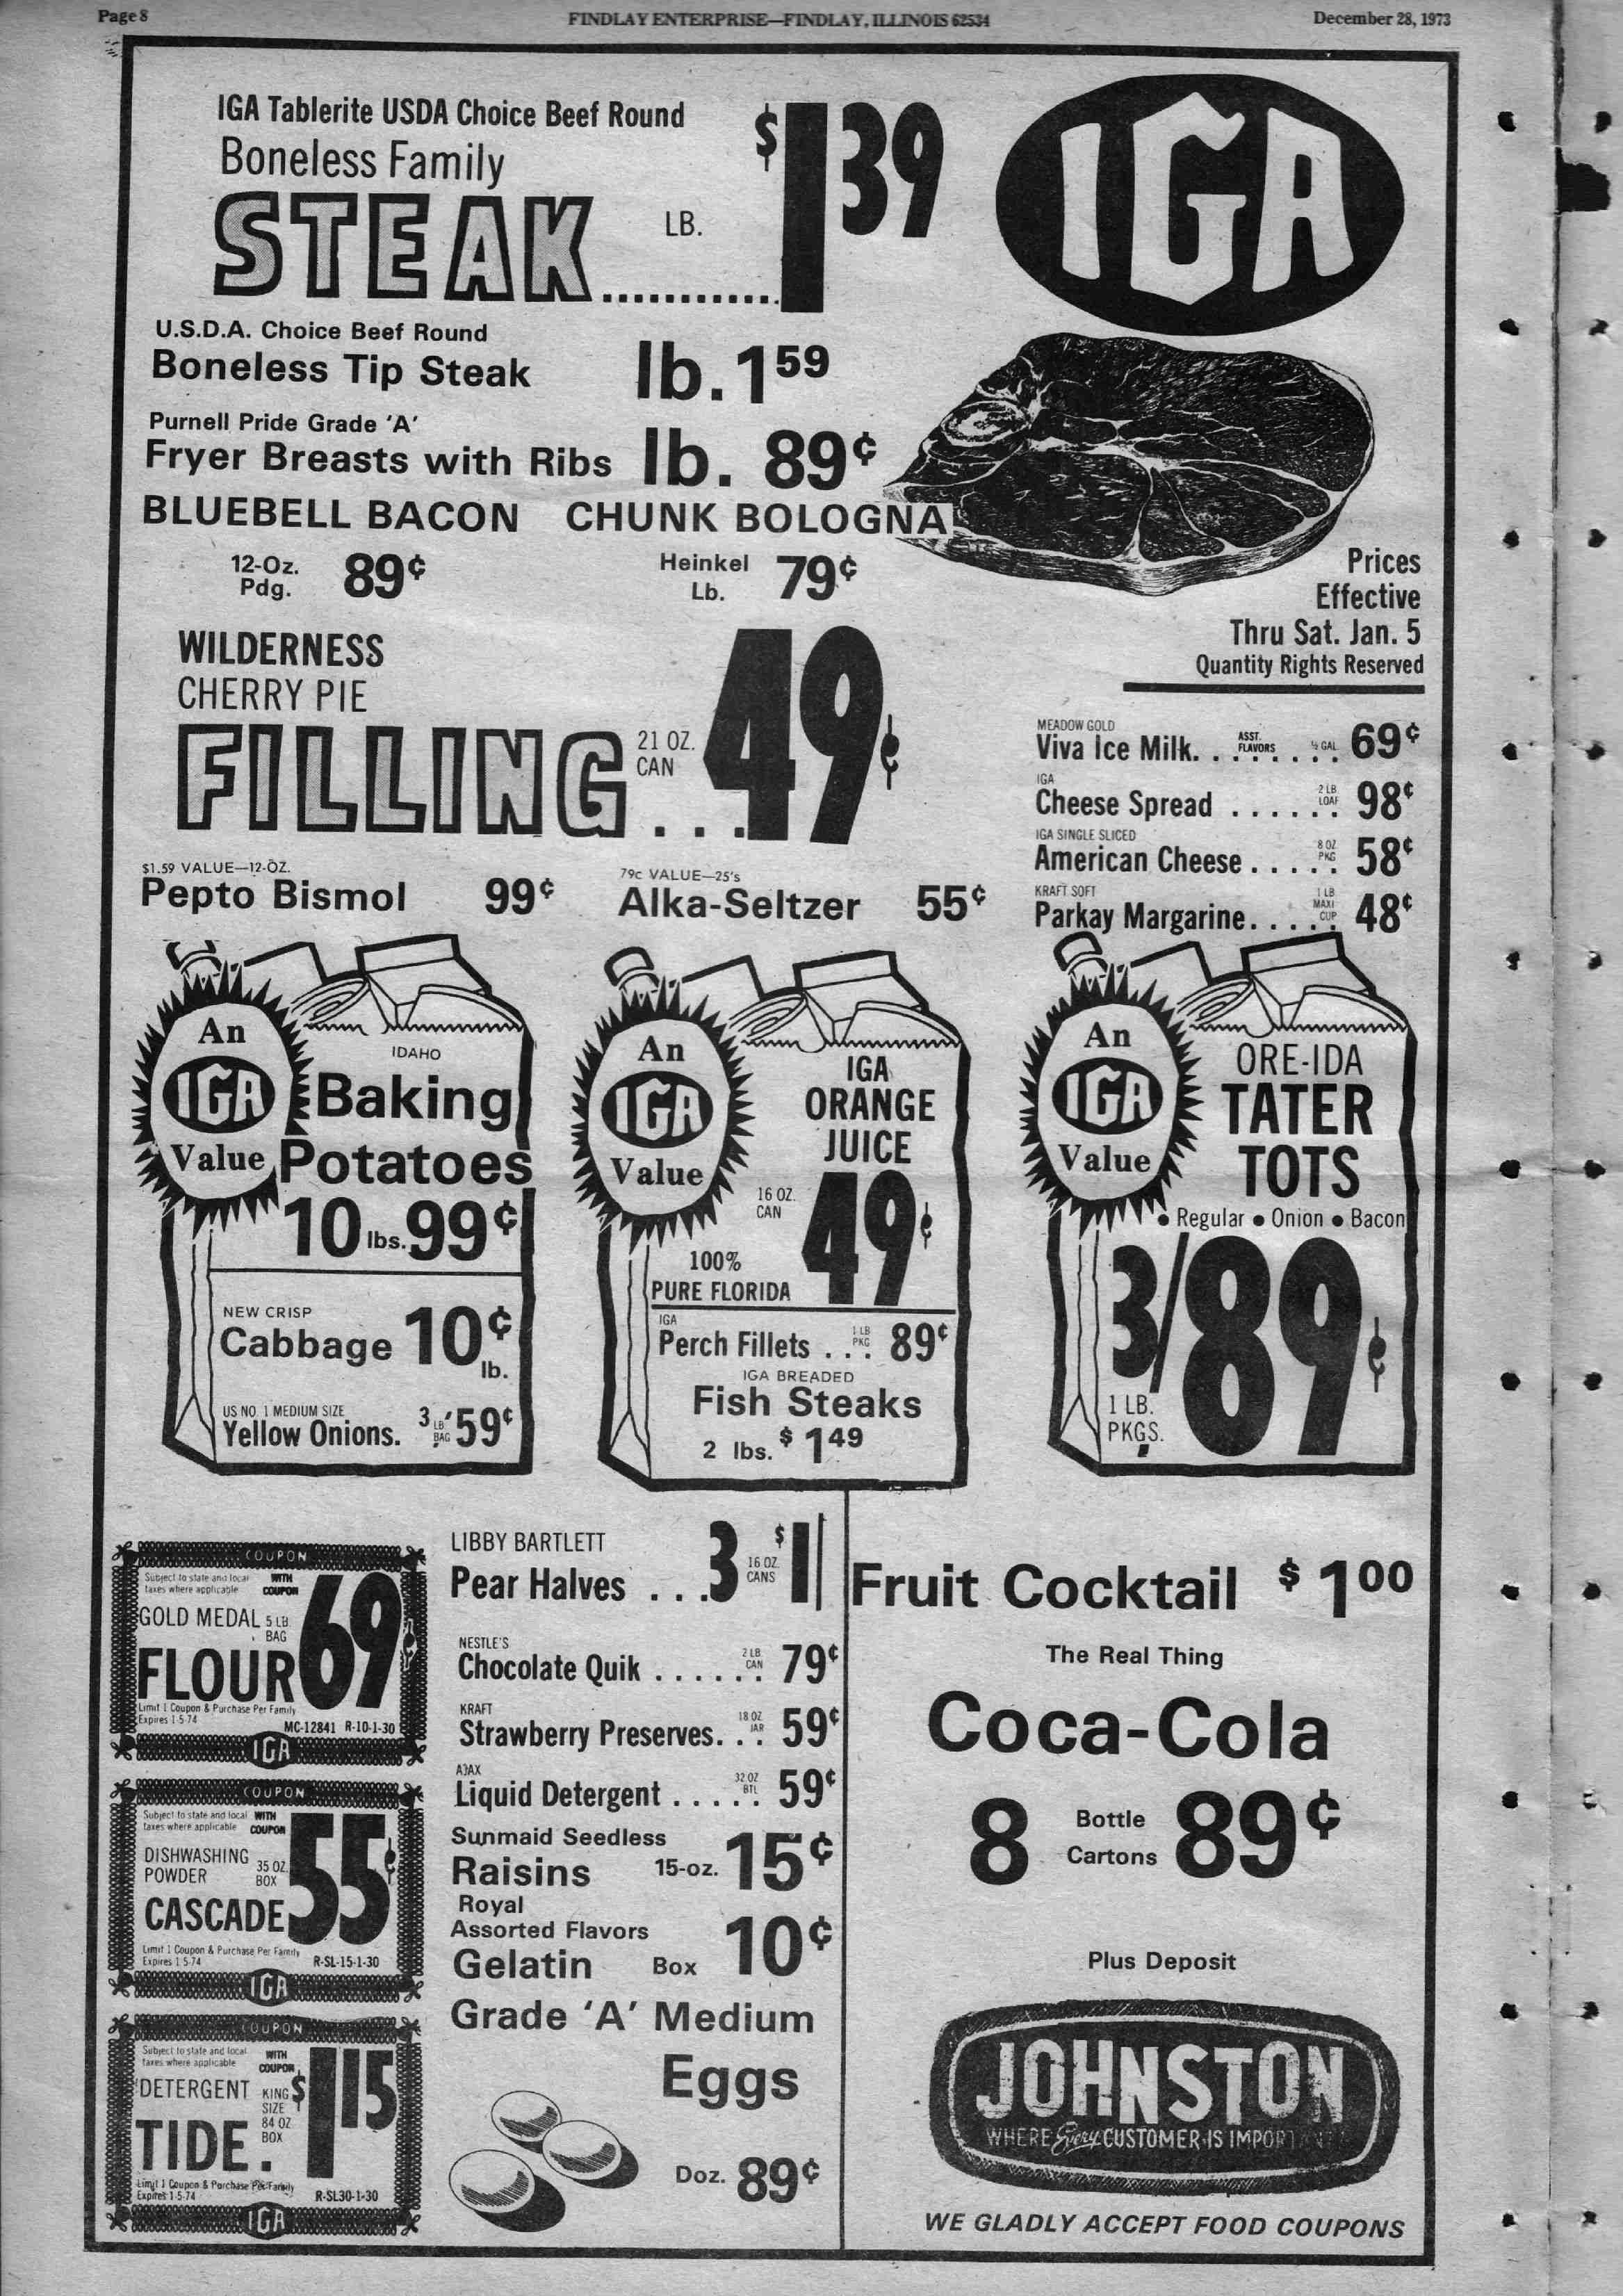 Page 8
FINDLAY ENTERPRISE—FINDLAY, ILLINOIS 62534
December 28, 1973
IGA Tablerite USDA Choice Beef Round
Boneless Family
STEAK............ LB. $1 39
IGA
U.S.D.A. Choice Beef Round
Boneless Tip Steak lb. 1 59
Purnell Pride Grade 'A'
Fryer Breasts with Ribs lb. 89¢
BLUEBELL BACON
12-Oz.
Pdg. 89¢
CHUNK BOLOGNA
Heinkel
Lb. 79¢
Prices
Effective
Thru Sat. Jan. 5
Quantity Rights Reserved
WILDERNESS
CHERRY PIE
FILLING... 21 OZ. CAN 49¢
MEADOW GOLD
Viva Ice Milk. . ASST. FLAVORS . . ½ GAL. 69¢
IGA
Cheese Spread . . . . . . 2 LB. LOAF 98¢
IGA SINGLE SLICED
American Cheese . . . . . 8 OZ PKG 58¢
KRAFT SOFT
Parkay Margarine. . . . . 1 LB MAXI CUP 48¢
$1.59 VALUE—12-OZ.
Pepto Bismol 99¢
79c VALUE—25's
Alka-Seltzer 55¢
An
IGA
Value
IDAHO
Baking
Potatoes
10 lbs. 99¢
NEW CRISP
Cabbage 10¢ lb.
US NO. 1 MEDIUM SIZE
Yellow Onions. 3 LB BAG 59¢
An
IGA
Value
IGA
ORANGE
JUICE
16 OZ.
CAN
49¢
100%
PURE FLORIDA
IGA
Perch Fillets . . . 1 LB PKG 89¢
IGA BREADED
Fish Steaks
2 lbs. $1 49
An
IGA
Value
ORE-IDA
TATER
TOTS
• Regular • Onion • Bacon
3/89¢
1 LB.
PKGS.
COUPON
Subject to state and local
taxes where applicable
WITH
COUPON
GOLD MEDAL 5 LB. BAG
FLOUR 69¢
Limit 1 Coupon & Purchase Per Family
Expires 1-5-74
MC-12841 R-10-1-30
IGA
COUPON
Subject to state and local
taxes where applicable
WITH
COUPON
DISHWASHING
POWDER
35 OZ.
BOX
CASCADE 55¢
Limit 1 Coupon & Purchase Per Family
Expires 1 5-74
R-SL-15-1-30
IGA
COUPON
Subject to state and local
taxes where applicable
WITH
COUPON
DETERGENT KING
SIZE
84 OZ
BOX
TIDE. $1 15
Limit 1 Coupon & Purchase Per Family
Expires 1-5-74
R-SL30-1-30
IGA
LIBBY BARTLETT
Pear Halves . . . 3 16 OZ. CANS $1
NESTLE'S
Chocolate Quik . . . . . . 2 LB CAN 79¢
KRAFT
Strawberry Preserves. . . 18 OZ JAR 59¢
AJAX
Liquid Detergent . . . . . 32 OZ BTL 59¢
Sunmaid Seedless
Raisins 15-oz. 15¢
Royal
Assorted Flavors
Gelatin Box 10¢
Grade 'A' Medium
Eggs
Doz. 89¢
Fruit Cocktail $1 00
The Real Thing
Coca-Cola
8 Bottle
Cartons 89¢
Plus Deposit
JOHNSTON
WHERE Every CUSTOMER IS IMPORTANT
WE GLADLY ACCEPT FOOD COUPONS